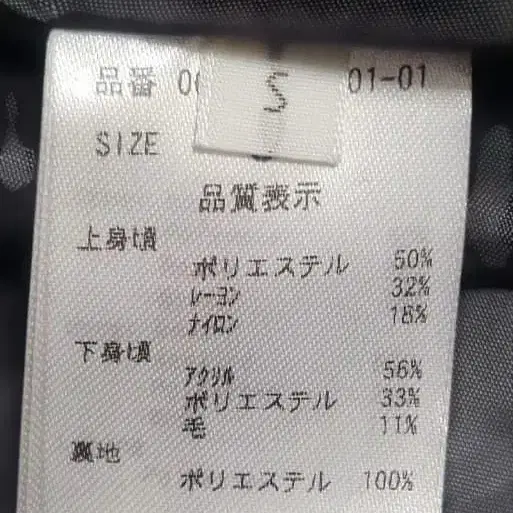 品番 0 01-01
S
SIZE
品質表示
上身頃
ポリエステル 50%
レーヨン 32%
ナイロン 18%
下身頃
アクリル 56%
ポリエステル 33%
毛 11%
裏地
ポリエステル 100%